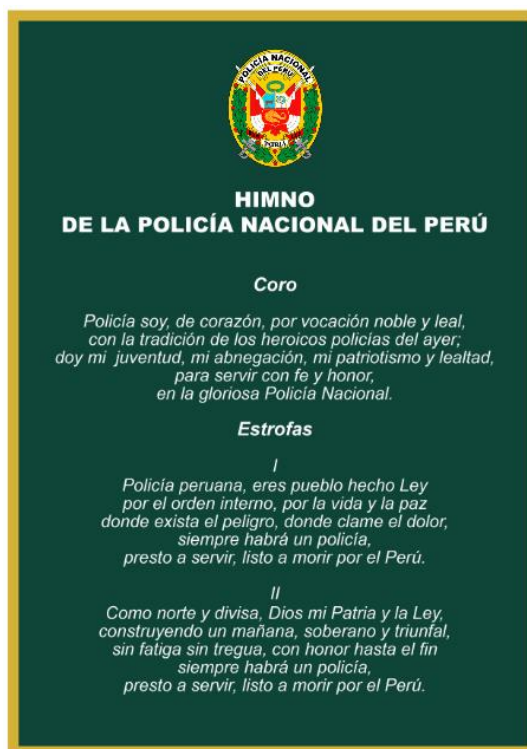 POLICÍA NACIONAL
DEL PERÚ
PATRIA
HIMNO
DE LA POLICÍA NACIONAL DEL PERÚ
Coro
Policía soy, de corazón, por vocación noble y leal,
con la tradición de los heroicos policías del ayer;
doy mi juventud, mi abnegación, mi patriotismo y lealtad,
para servir con fe y honor,
en la gloriosa Policía Nacional.
Estrofas
I
Policía peruana, eres pueblo hecho Ley
por el orden interno, por la vida y la paz
donde exista el peligro, donde clame el dolor,
siempre habrá un policía,
presto a servir, listo a morir por el Perú.
II
Como norte y divisa, Dios mi Patria y la Ley,
construyendo un mañana, soberano y triunfal,
sin fatiga sin tregua, con honor hasta el fin
siempre habrá un policía,
presto a servir, listo a morir por el Perú.